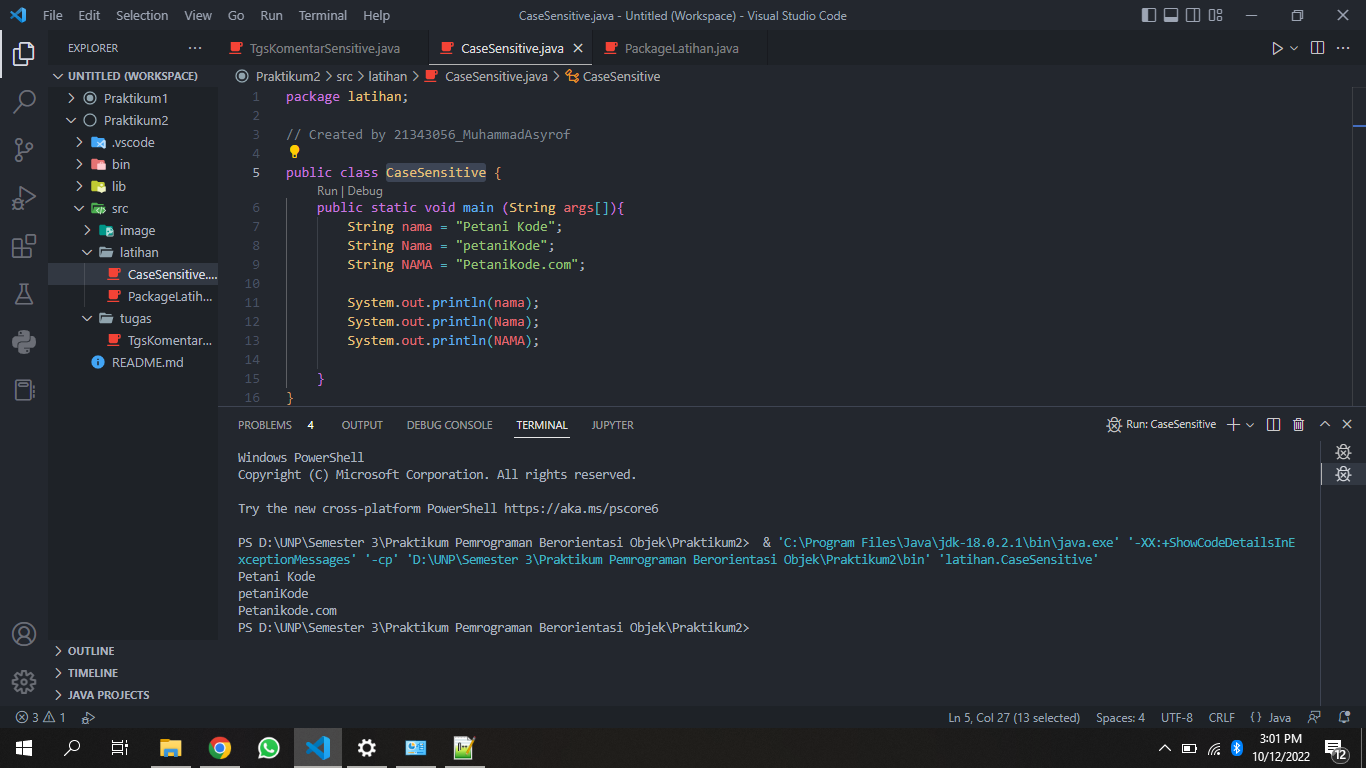 File Edit Selection View Go Run Terminal Help CaseSensitive.java - Untitled (Workspace) - Visual Studio Code
EXPLORER ···
TgsKomentarSensitive.java CaseSensitive.java PackageLatihan.java
UNTITLED (WORKSPACE)
Praktikum1
Praktikum2
.vscode
bin
lib
src
image
latihan
CaseSensitive....
PackageLatih...
tugas
TgsKomentar...
README.md
OUTLINE
TIMELINE
JAVA PROJECTS
Praktikum2 > src > latihan > CaseSensitive.java > CaseSensitive
1 package latihan;
2
3 // Created by 21343056_MuhammadAsyrof
4
5 public class CaseSensitive {
Run | Debug
6 public static void main (String args[]){
7 String nama = "Petani Kode";
8 String Nama = "petaniKode";
9 String NAMA = "Petanikode.com";
10
11 System.out.println(nama);
12 System.out.println(Nama);
13 System.out.println(NAMA);
14
15 }
16 }
PROBLEMS 4 OUTPUT DEBUG CONSOLE TERMINAL JUPYTER Run: CaseSensitive
Windows PowerShell
Copyright (C) Microsoft Corporation. All rights reserved.
Try the new cross-platform PowerShell https://aka.ms/pscore6
PS D:\UNP\Semester 3\Praktikum Pemrograman Berorientasi Objek\Praktikum2> & 'C:\Program Files\Java\jdk-18.0.2.1\bin\java.exe' '-XX:+ShowCodeDetailsInE
xceptionMessages' '-cp' 'D:\UNP\Semester 3\Praktikum Pemrograman Berorientasi Objek\Praktikum2\bin' 'latihan.CaseSensitive'
Petani Kode
petaniKode
Petanikode.com
PS D:\UNP\Semester 3\Praktikum Pemrograman Berorientasi Objek\Praktikum2>
3 1 Ln 5, Col 27 (13 selected) Spaces: 4 UTF-8 CRLF {} Java
3:01 PM
10/12/2022
12